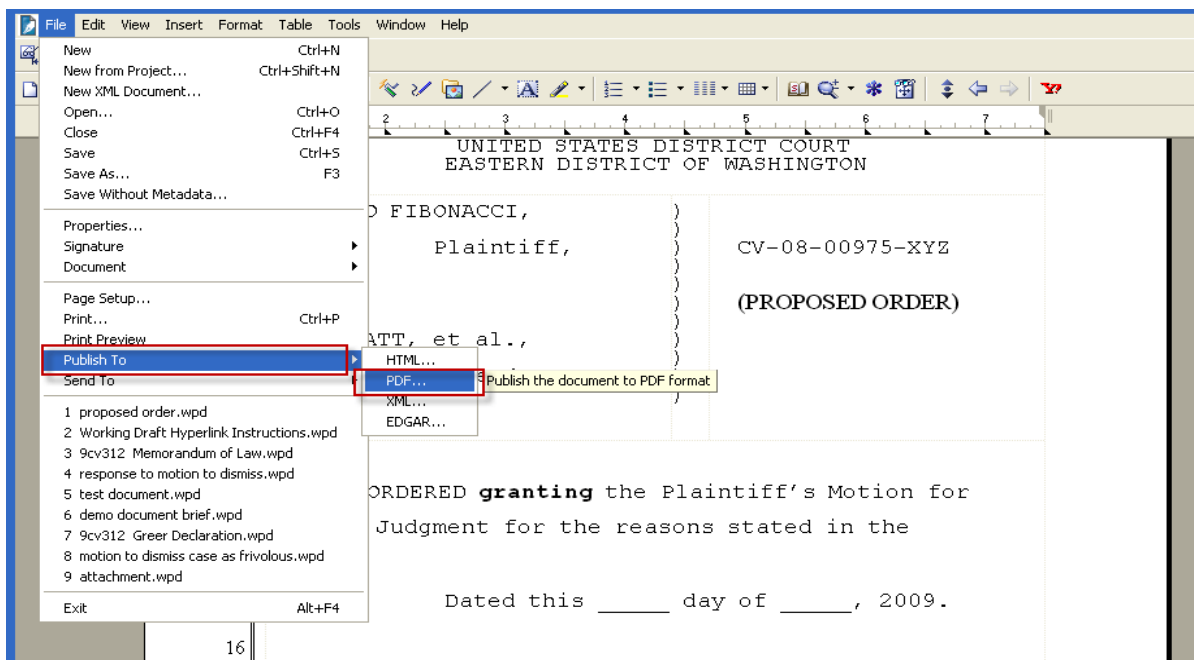 File Edit View Insert Format Table Tools Window Help
New Ctrl+N
New from Project... Ctrl+Shift+N
New XML Document...
Open... Ctrl+O
Close Ctrl+F4
Save Ctrl+S
Save As... F3
Save Without Metadata...
Properties...
Signature
Document
Page Setup...
Print... Ctrl+P
Print Preview
Publish To
Send To
1 proposed order.wpd
2 Working Draft Hyperlink Instructions.wpd
3 9cv312 Memorandum of Law.wpd
4 response to motion to dismiss.wpd
5 test document.wpd
6 demo document brief.wpd
7 9cv312 Greer Declaration.wpd
8 motion to dismiss case as frivolous.wpd
9 attachment.wpd
Exit Alt+F4
HTML...
PDF...
XML...
EDGAR...
Publish the document to PDF format
2 3 4 5 6 7
UNITED STATES DISTRICT COURT
EASTERN DISTRICT OF WASHINGTON
FIBONACCI, )
)
Plaintiff, ) CV-08-00975-XYZ
)
)
) (PROPOSED ORDER)
)
ATT, et al., )
)
)
)
ORDERED granting the Plaintiff's Motion for
Judgment for the reasons stated in the
Dated this _____ day of _____, 2009.
16